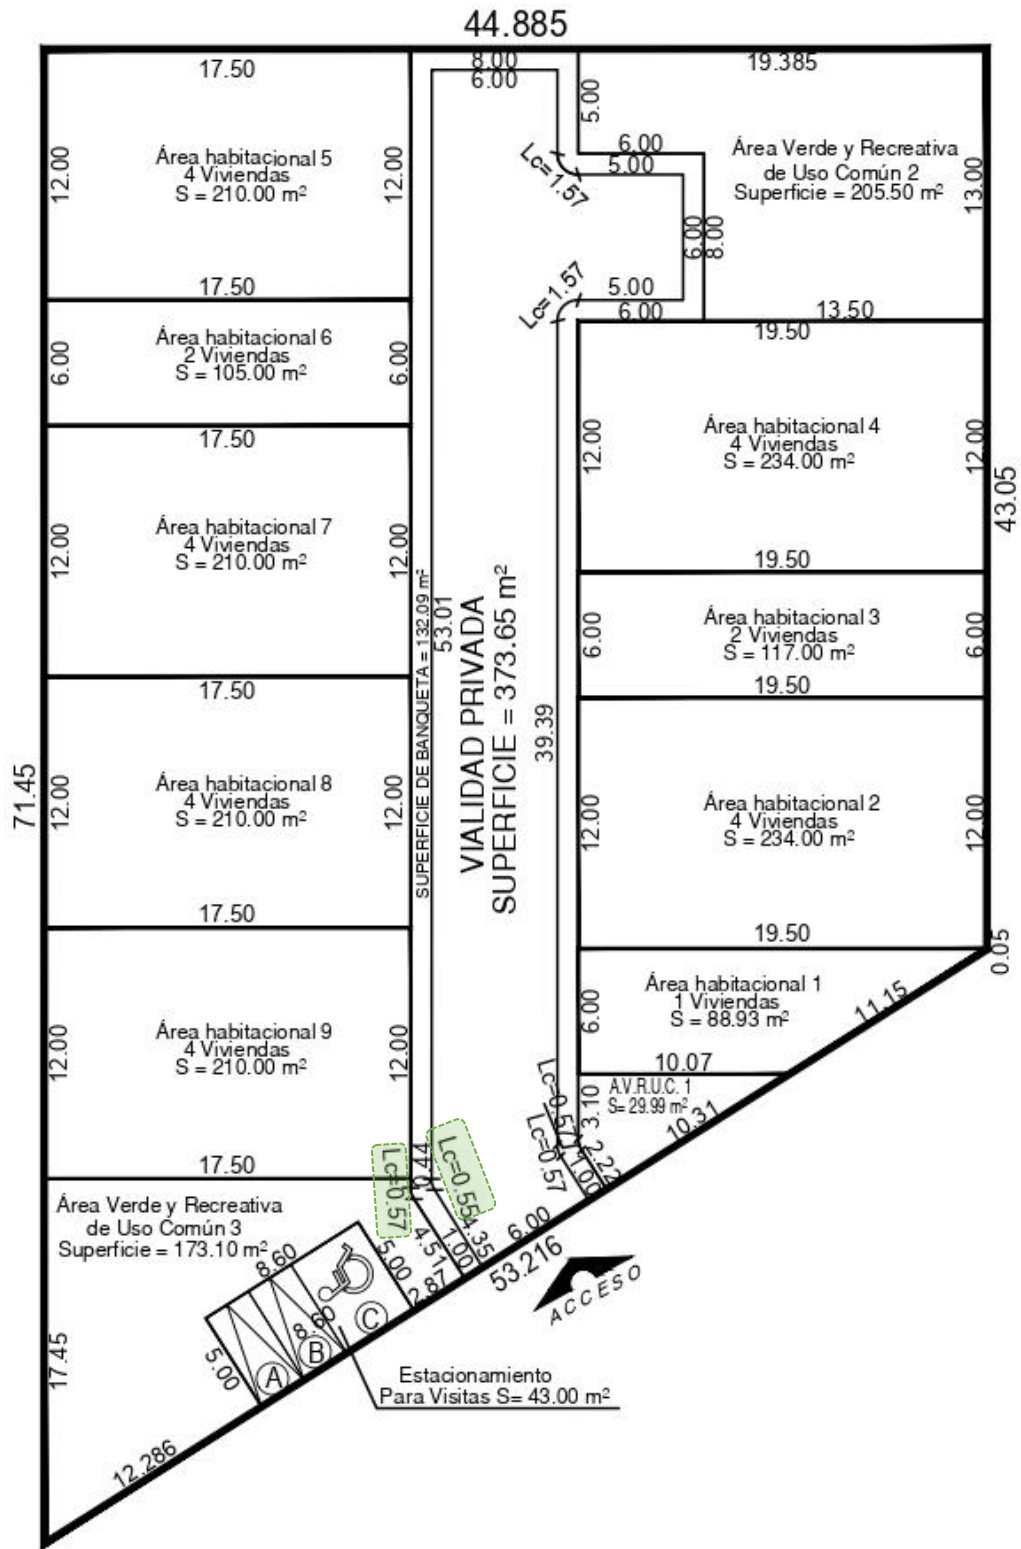 44.885
17.50
8.00
6.00
19.385
5.00
Área habitacional 5
4 Viviendas
S = 210.00 m²
12.00
12.00
6.00
5.00
Lc=1.57
Área Verde y Recreativa
de Uso Común 2
Superficie = 205.50 m²
13.00
6.00
8.00
17.50
Lc=1.57
5.00
6.00
13.50
19.50
Área habitacional 6
2 Viviendas
S = 105.00 m²
6.00
6.00
17.50
Área habitacional 4
4 Viviendas
S = 234.00 m²
12.00
12.00
43.05
Área habitacional 7
4 Viviendas
S = 210.00 m²
12.00
12.00
19.50
SUPERFICIE DE BANQUETA = 132.09 m²
53.01
VIALIDAD PRIVADA
SUPERFICIE = 373.65 m²
39.39
Área habitacional 3
2 Viviendas
S = 117.00 m²
6.00
6.00
17.50
19.50
71.45
Área habitacional 8
4 Viviendas
S = 210.00 m²
12.00
12.00
Área habitacional 2
4 Viviendas
S = 234.00 m²
12.00
12.00
17.50
19.50
0.05
Área habitacional 1
1 Viviendas
S = 88.93 m²
6.00
11.15
Área habitacional 9
4 Viviendas
S = 210.00 m²
12.00
12.00
10.07
A.V.R.U.C. 1
S= 29.99 m²
3.10
10.31
Lc=0.57
Lc=0.57
1.00
2.22
17.50
0.44
Lc=0.57
Lc=0.55
4.51
1.00
4.35
6.00
53.216
ACCESO
Área Verde y Recreativa
de Uso Común 3
Superficie = 173.10 m²
8.60
5.00
2.87
8.60
5.00
A
B
C
17.45
Estacionamiento
Para Visitas S= 43.00 m²
12.286